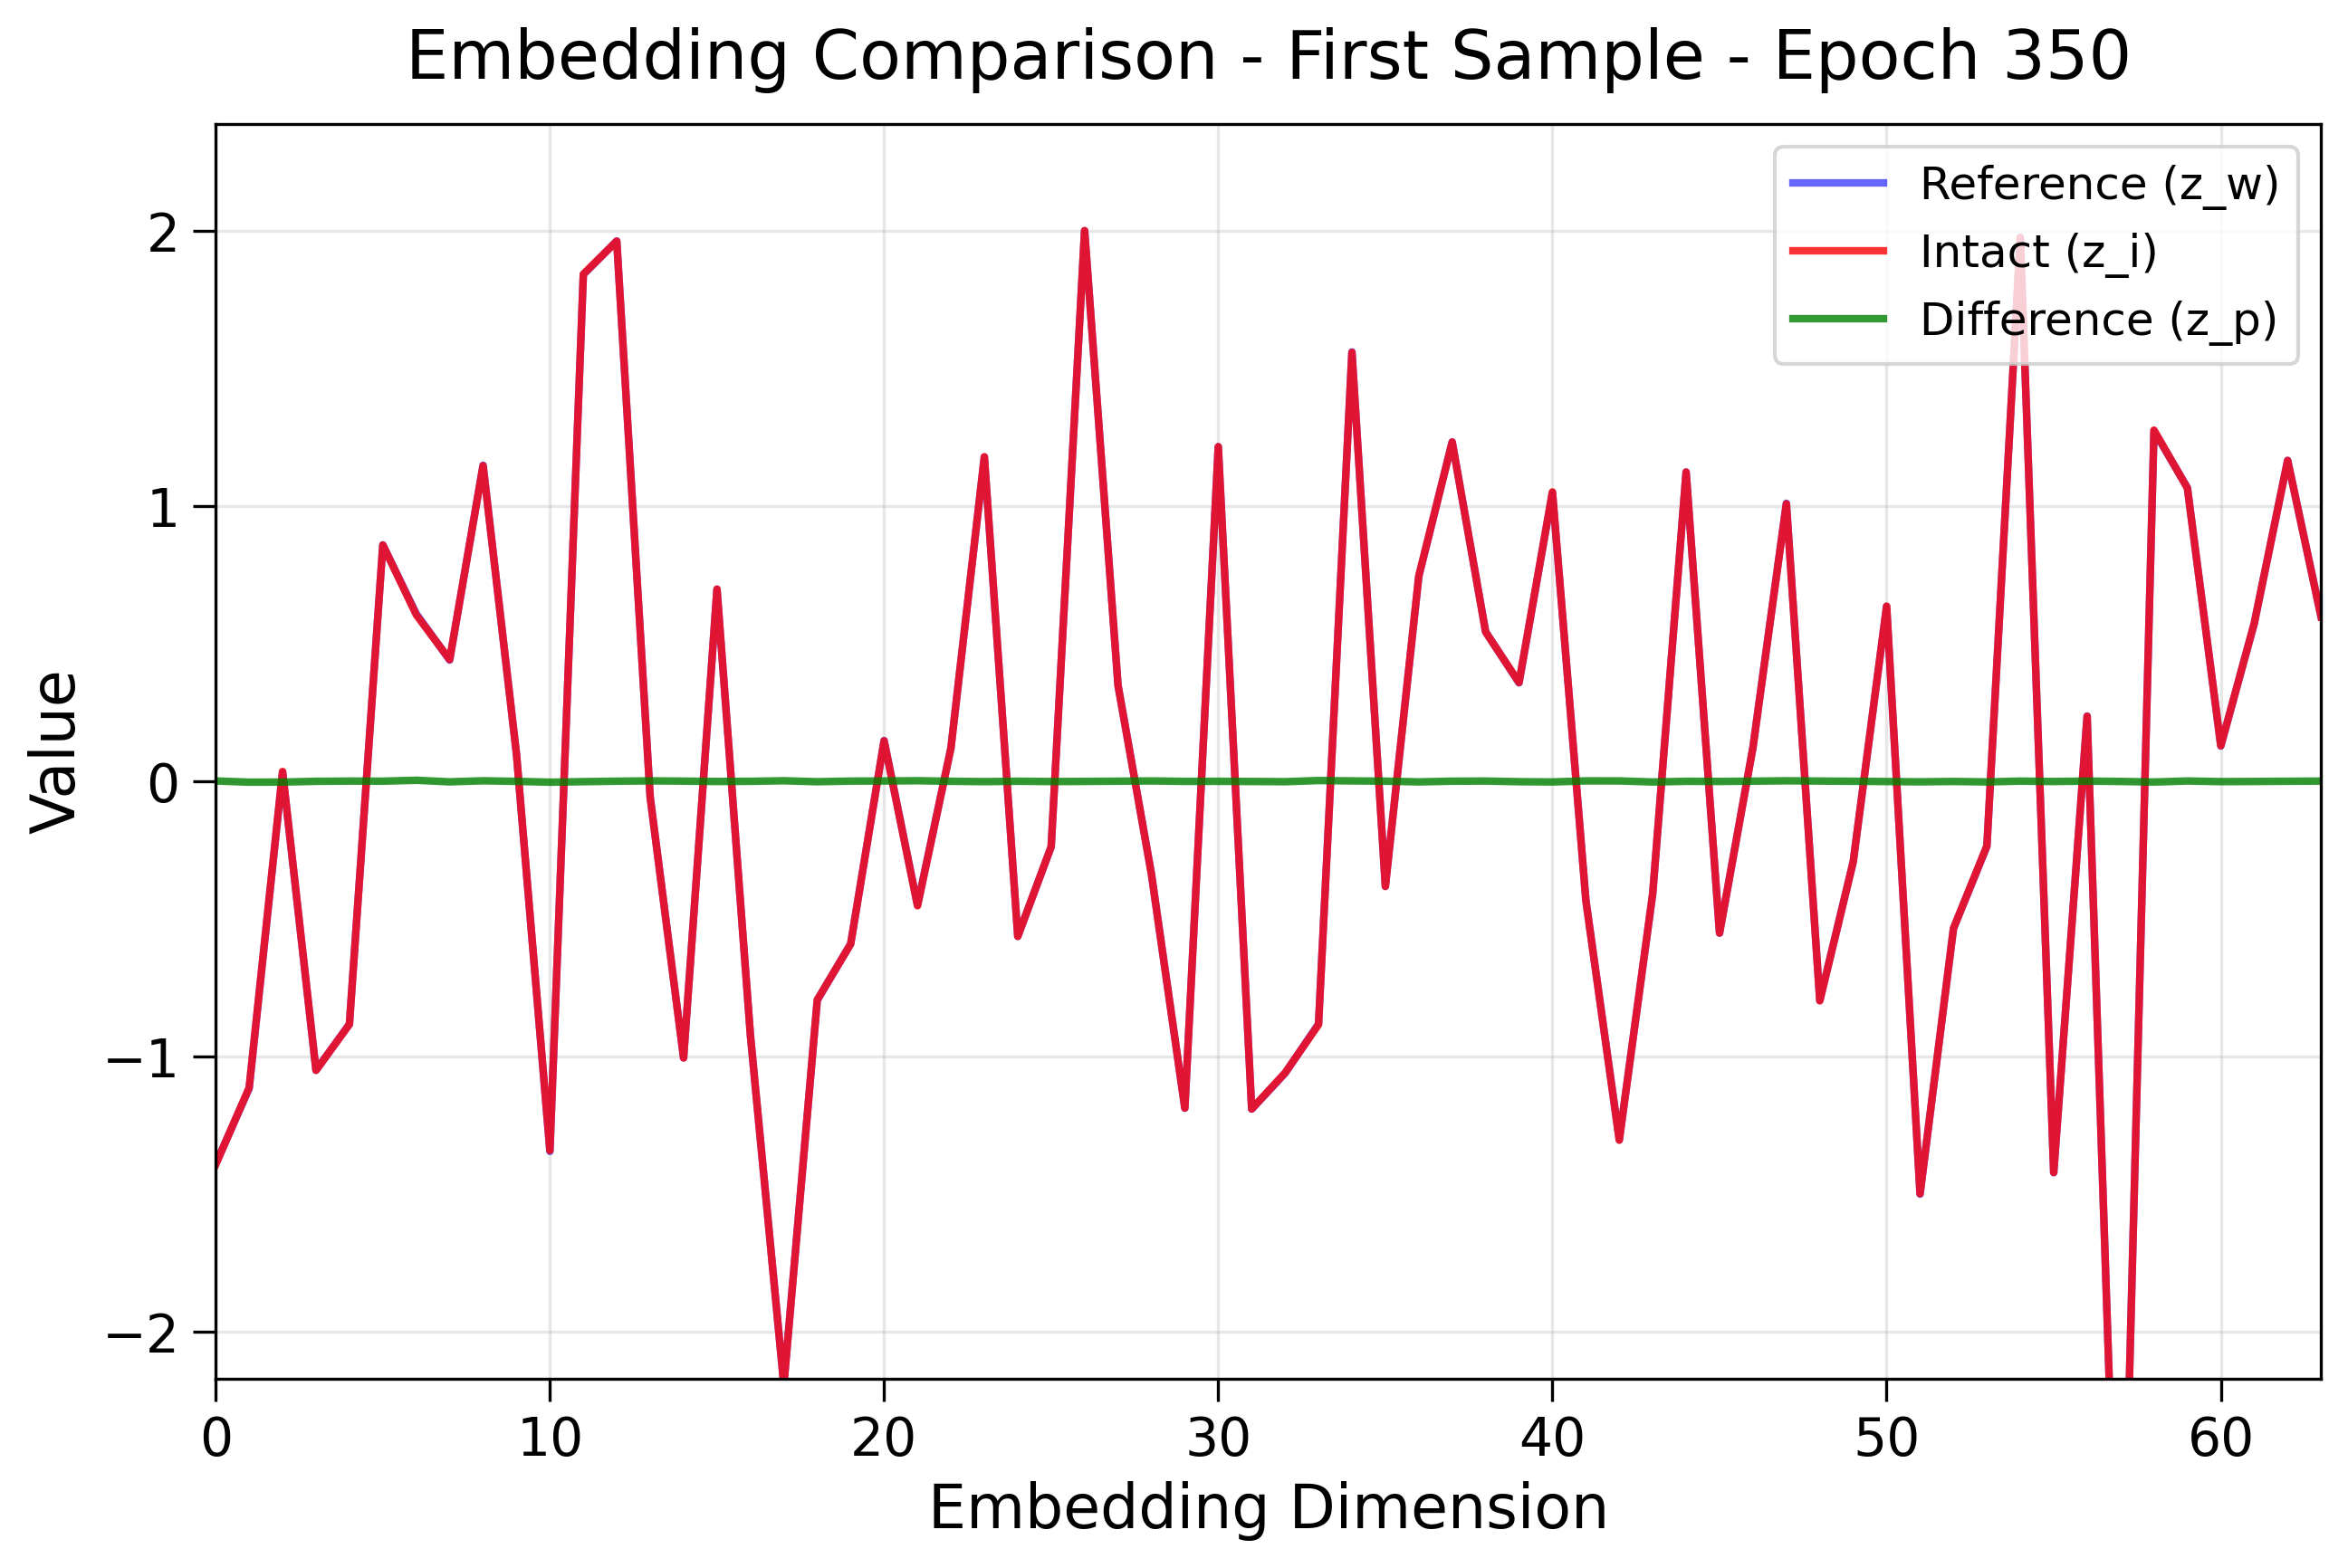 Embedding Comparison - First Sample - Epoch 350
Reference (z_w)
Intact (z_i)
Difference (z_p)
Value
2
1
0
−1
−2
0 10 20 30 40 50 60
Embedding Dimension